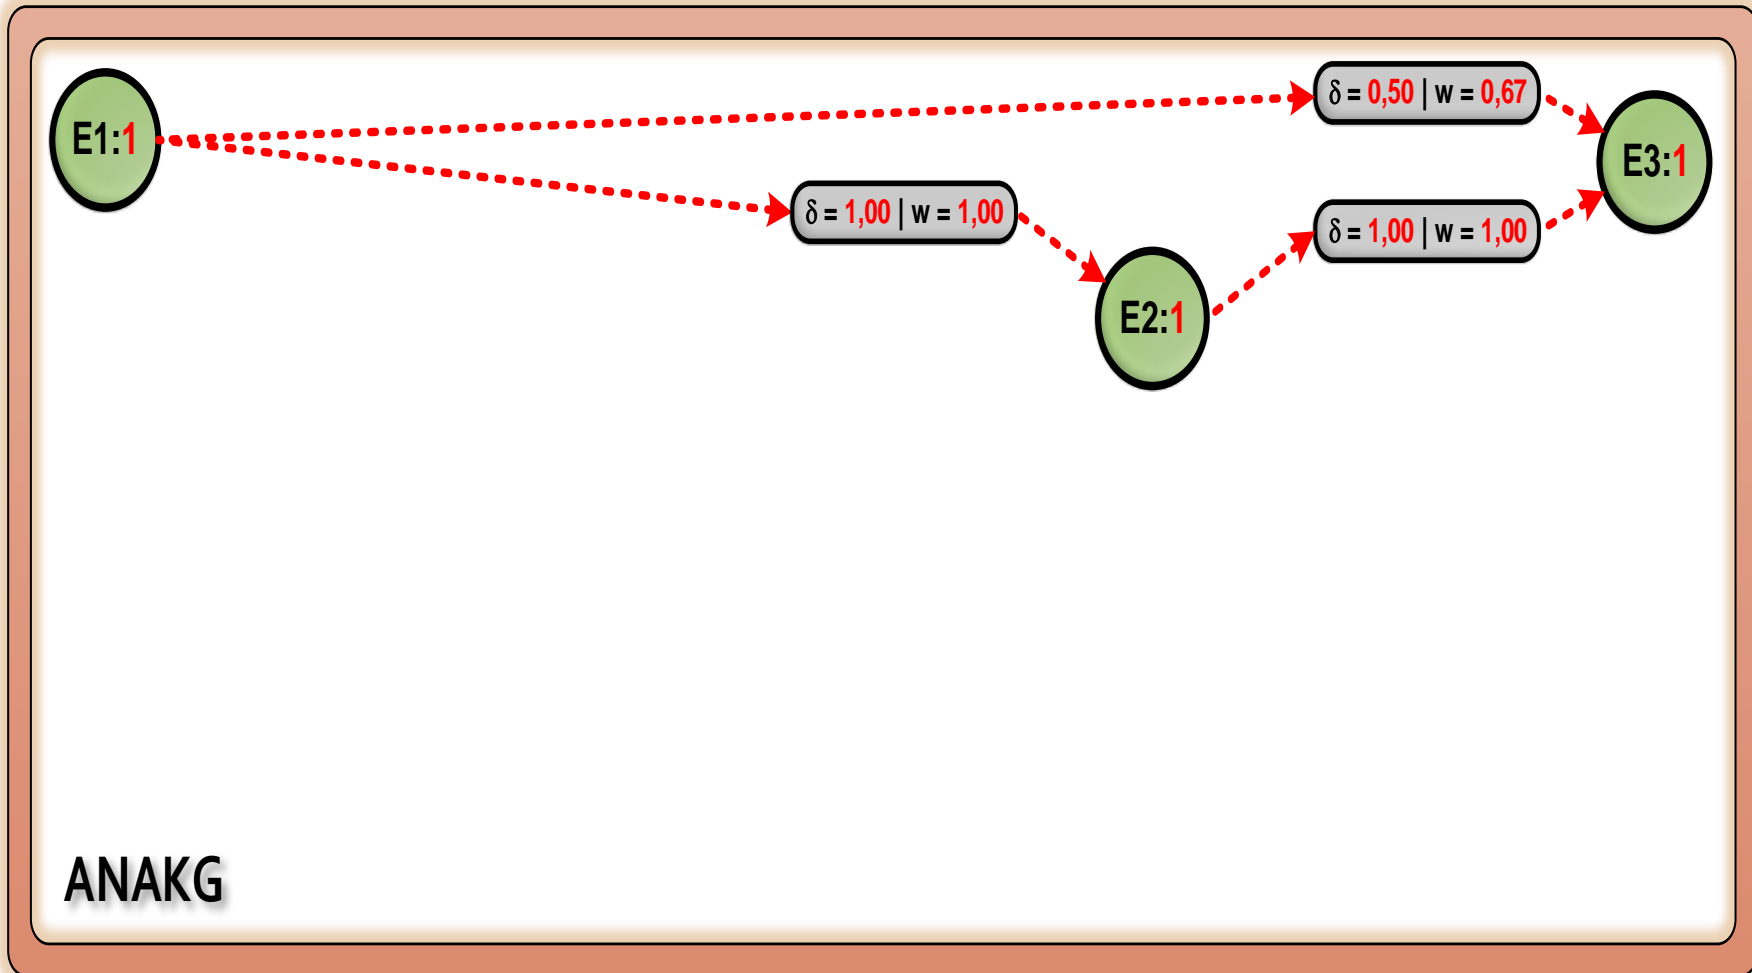 δ = 0,50 | w = 0,67
E1:1
E3:1
δ = 1,00 | w = 1,00
δ = 1,00 | w = 1,00
E2:1
ANAKG